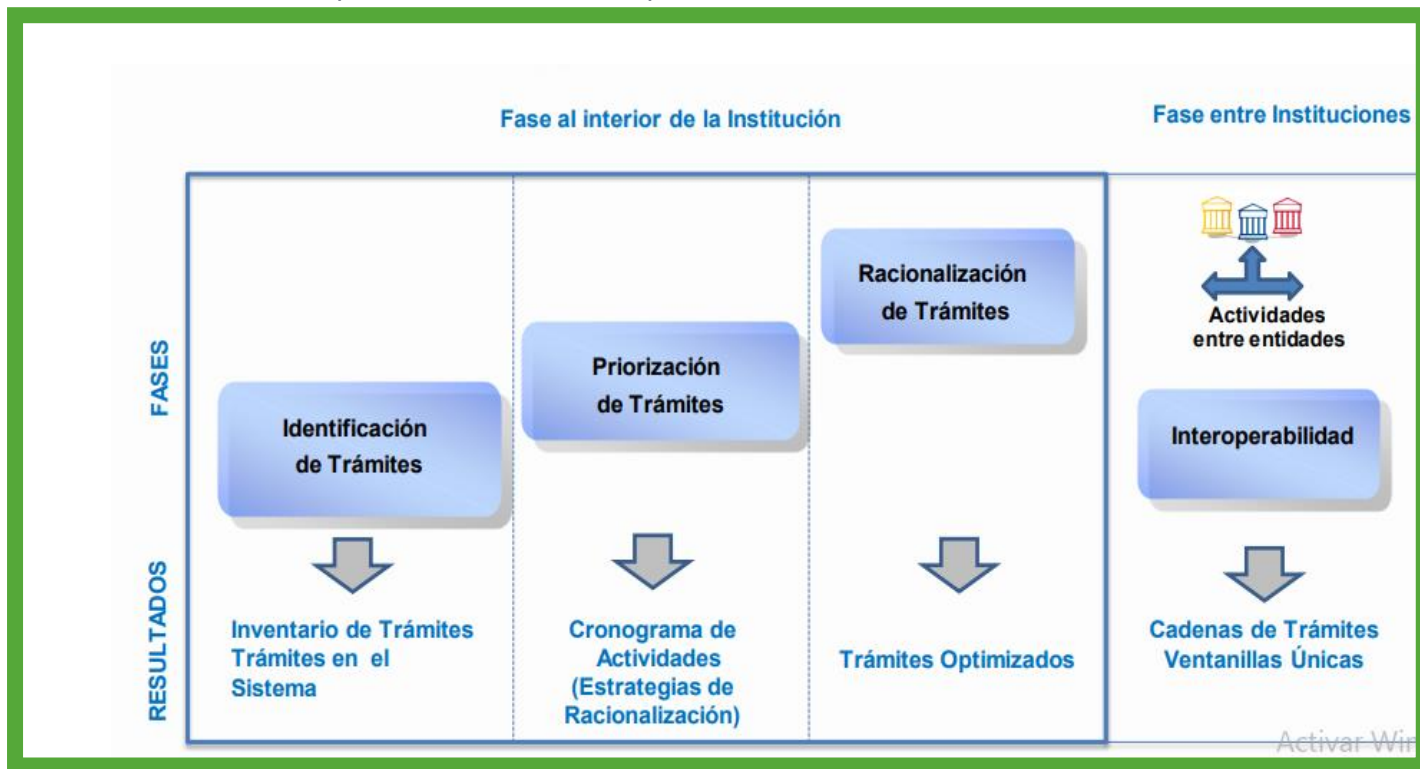 Fase al interior de la Institución
Fase entre Instituciones
FASES
Identificación
de Trámites
Priorización
de Trámites
Racionalización
de Trámites
Actividades
entre entidades
Interoperabilidad
RESULTADOS
Inventario de Trámites
Trámites en el
Sistema
Cronograma de
Actividades
(Estrategias de
Racionalización)
Trámites Optimizados
Cadenas de Trámites
Ventanillas Únicas
Activar Win